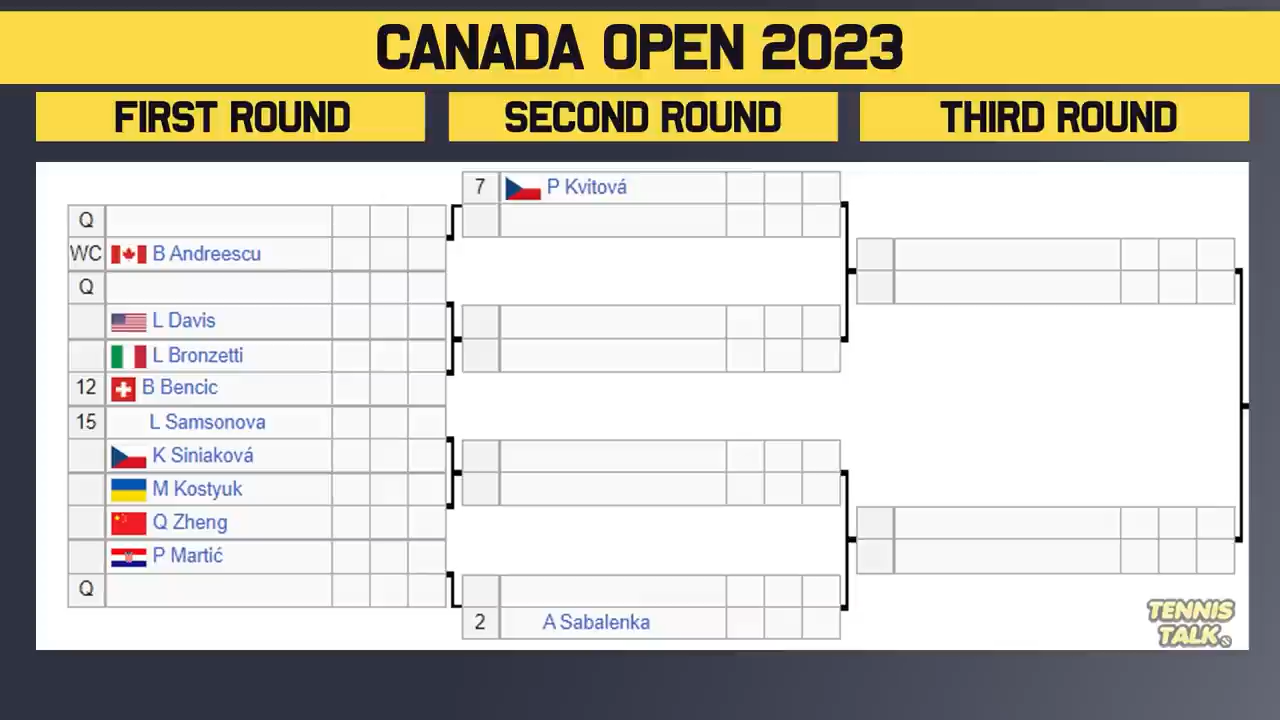 CANADA OPEN 2023
FIRST ROUND
SECOND ROUND
THIRD ROUND
7 P Kvitová
Q
WC B Andreescu
Q
L Davis
L Bronzetti
12 B Bencic
15 L Samsonova
K Siniaková
M Kostyuk
Q Zheng
P Martić
Q
2 A Sabalenka
TENNIS
TALK